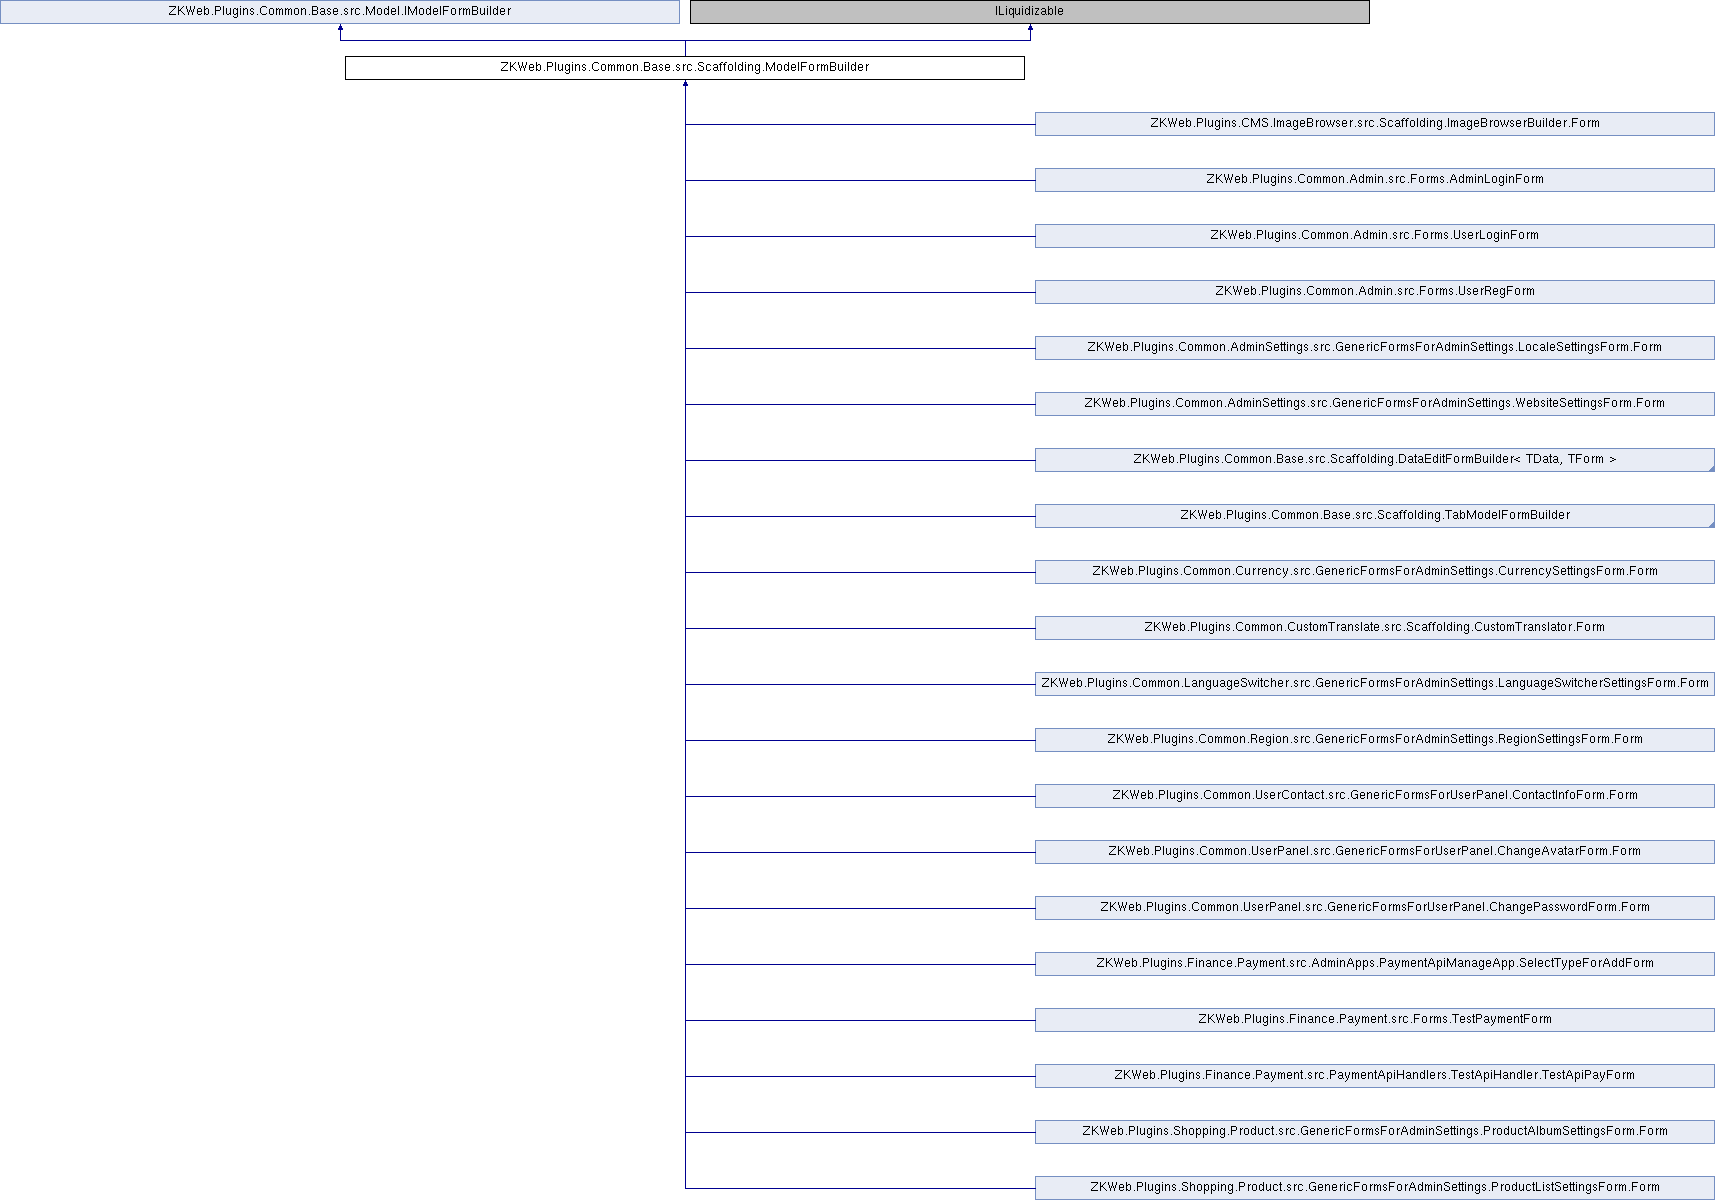 ZKWeb.Plugins.Common.Base.src.Model.IModelFormBuilder
ILiquidizable
ZKWeb.Plugins.Common.Base.src.Scaffolding.ModelFormBuilder
ZKWeb.Plugins.CMS.ImageBrowser.src.Scaffolding.ImageBrowserBuilder.Form
ZKWeb.Plugins.Common.Admin.src.Forms.AdminLoginForm
ZKWeb.Plugins.Common.Admin.src.Forms.UserLoginForm
ZKWeb.Plugins.Common.Admin.src.Forms.UserRegForm
ZKWeb.Plugins.Common.AdminSettings.src.GenericFormsForAdminSettings.LocaleSettingsForm.Form
ZKWeb.Plugins.Common.AdminSettings.src.GenericFormsForAdminSettings.WebsiteSettingsForm.Form
ZKWeb.Plugins.Common.Base.src.Scaffolding.DataEditFormBuilder< TData, TForm >
ZKWeb.Plugins.Common.Base.src.Scaffolding.TabModelFormBuilder
ZKWeb.Plugins.Common.Currency.src.GenericFormsForAdminSettings.CurrencySettingsForm.Form
ZKWeb.Plugins.Common.CustomTranslate.src.Scaffolding.CustomTranslator.Form
ZKWeb.Plugins.Common.LanguageSwitcher.src.GenericFormsForAdminSettings.LanguageSwitcherSettingsForm.Form
ZKWeb.Plugins.Common.Region.src.GenericFormsForAdminSettings.RegionSettingsForm.Form
ZKWeb.Plugins.Common.UserContact.src.GenericFormsForUserPanel.ContactInfoForm.Form
ZKWeb.Plugins.Common.UserPanel.src.GenericFormsForUserPanel.ChangeAvatarForm.Form
ZKWeb.Plugins.Common.UserPanel.src.GenericFormsForUserPanel.ChangePasswordForm.Form
ZKWeb.Plugins.Finance.Payment.src.AdminApps.PaymentApiManageApp.SelectTypeForAddForm
ZKWeb.Plugins.Finance.Payment.src.Forms.TestPaymentForm
ZKWeb.Plugins.Finance.Payment.src.PaymentApiHandlers.TestApiHandler.TestApiPayForm
ZKWeb.Plugins.Shopping.Product.src.GenericFormsForAdminSettings.ProductAlbumSettingsForm.Form
ZKWeb.Plugins.Shopping.Product.src.GenericFormsForAdminSettings.ProductListSettingsForm.Form